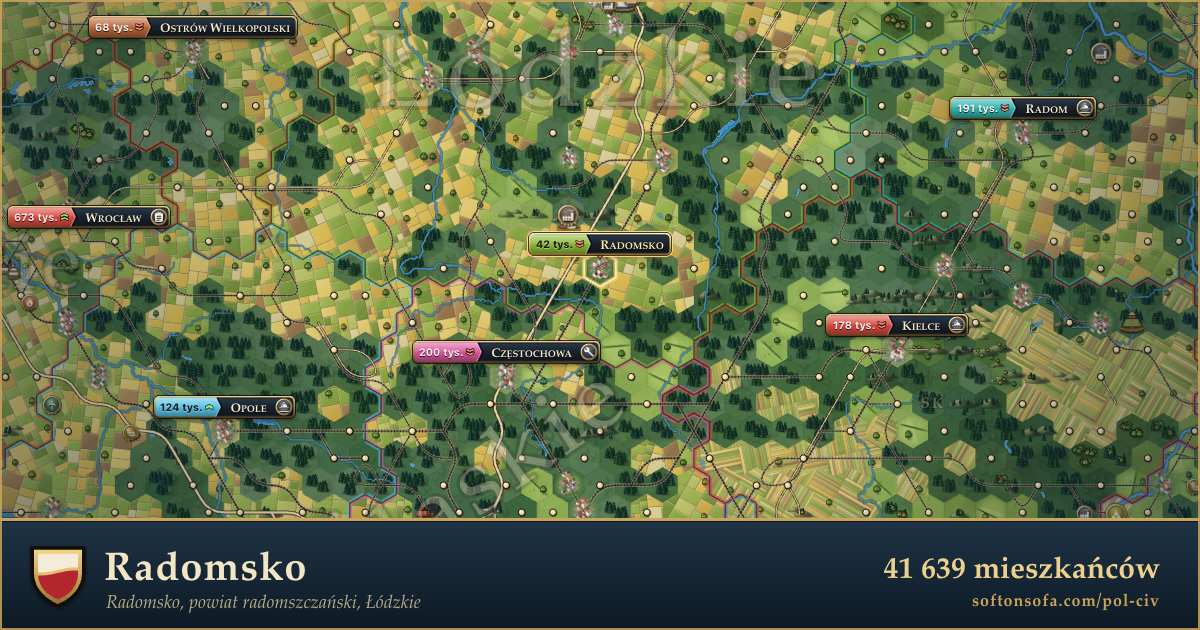 68 tys. Ostrów Wielkopolski
Łódzkie
191 tys. Radom
673 tys. Wrocław
42 tys. Radomsko
178 tys. Kielce
200 tys. Częstochowa
124 tys. Opole
Radomsko
41 639 mieszkańców
Radomsko, powiat radomszczański, Łódzkie
softonsofa.com/pol-civ